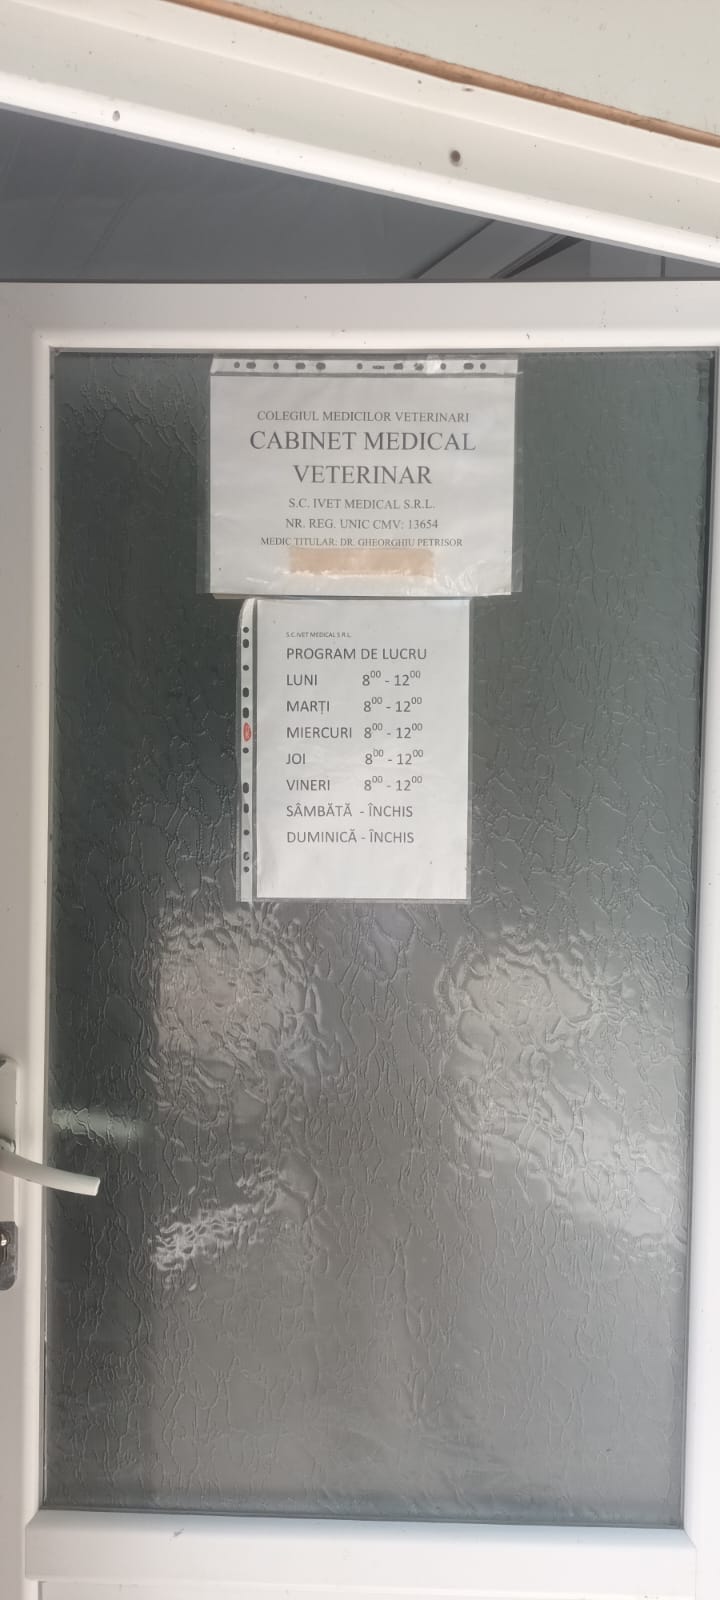 COLEGIUL MEDICILOR VETERINARI
CABINET MEDICAL
VETERINAR
S.C. IVET MEDICAL S.R.L.
NR. REG. UNIC CMV: 13654
MEDIC TITULAR: DR. GHEORGHIU PETRISOR
S.C. IVET MEDICAL S.R.L.
PROGRAM DE LUCRU
LUNI 8⁰⁰ - 12⁰⁰
MARȚI 8⁰⁰ - 12⁰⁰
MIERCURI 8⁰⁰ - 12⁰⁰
JOI 8⁰⁰ - 12⁰⁰
VINERI 8⁰⁰ - 12⁰⁰
SÂMBĂTĂ - ÎNCHIS
DUMINICĂ - ÎNCHIS